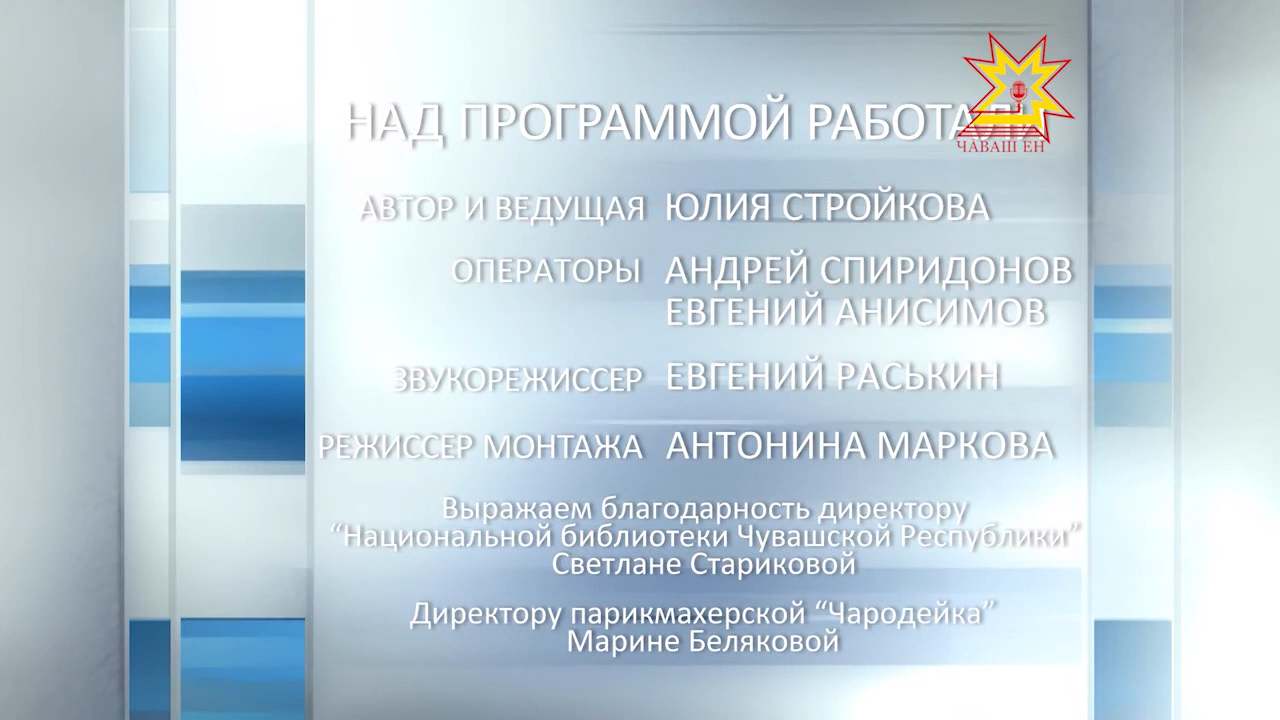 НАД ПРОГРАММОЙ РАБОТАЛИ
ЧӐВАШ ЕН
АВТОР И ВЕДУЩАЯ ЮЛИЯ СТРОЙКОВА
ОПЕРАТОРЫ АНДРЕЙ СПИРИДОНОВ
ЕВГЕНИЙ АНИСИМОВ
ЗВУКОРЕЖИССЕР ЕВГЕНИЙ РАСЬКИН
РЕЖИССЕР МОНТАЖА АНТОНИНА МАРКОВА
Выражаем благодарность директору
“Национальной библиотеки Чувашской Республики”
Светлане Стариковой
Директору парикмахерской “Чародейка”
Марине Беляковой